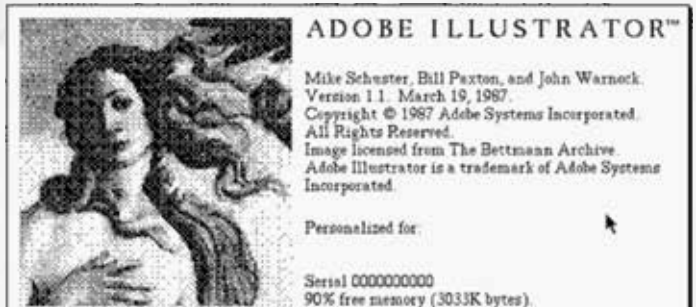 ADOBE ILLUSTRATOR™
Mike Schuster, Bill Paxton, and John Warnock.
Version 1.1. March 19, 1987.
Copyright © 1987 Adobe Systems Incorporated.
All Rights Reserved.
Image licensed from The Bettmann Archive.
Adobe Illustrator is a trademark of Adobe Systems
Incorporated.
Personalized for:
Serial 0000000000
90% free memory (3033K bytes).